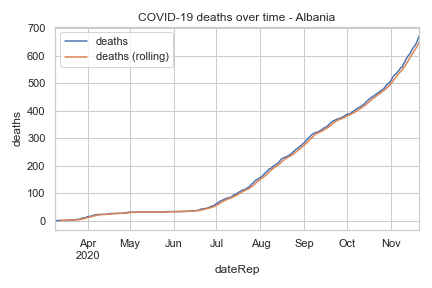 COVID-19 deaths over time - Albania
deaths
deaths (rolling)
700
600
500
400
300
200
100
0
deaths
Apr
2020
May
Jun
Jul
Aug
Sep
Oct
Nov
dateRep